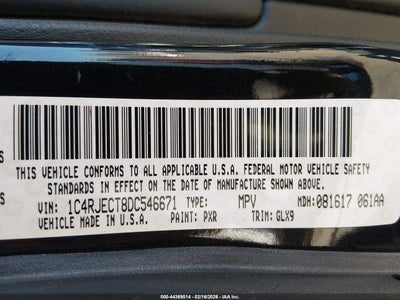 THIS VEHICLE CONFORMS TO ALL APPLICABLE U.S.A. FEDERAL MOTOR VEHICLE SAFETY
STANDARDS IN EFFECT ON THE DATE OF MANUFACTURE SHOWN ABOVE.
VIN: 1C4RJECT8DC546671 TYPE: MPV MDH: 081617 061AA
VEHICLE MADE IN U.S.A. PAINT: PXR TRIM: GLX9
000-44369514 - 02/18/2026 - IAA, Inc.